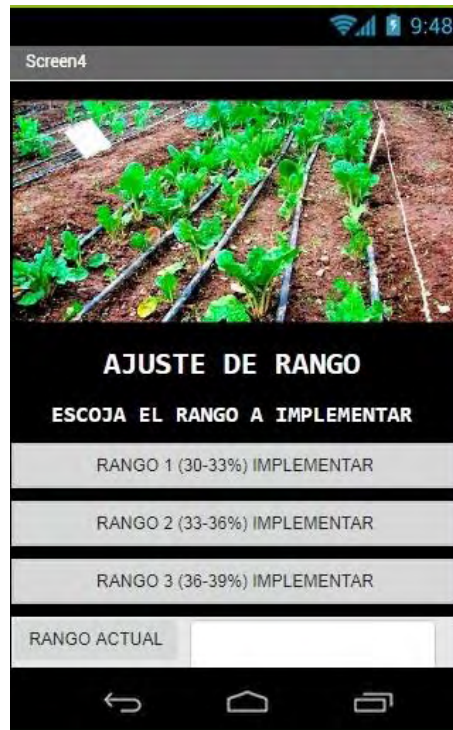 9:48
Screen4
AJUSTE DE RANGO
ESCOJA EL RANGO A IMPLEMENTAR
RANGO 1 (30-33%) IMPLEMENTAR
RANGO 2 (33-36%) IMPLEMENTAR
RANGO 3 (36-39%) IMPLEMENTAR
RANGO ACTUAL